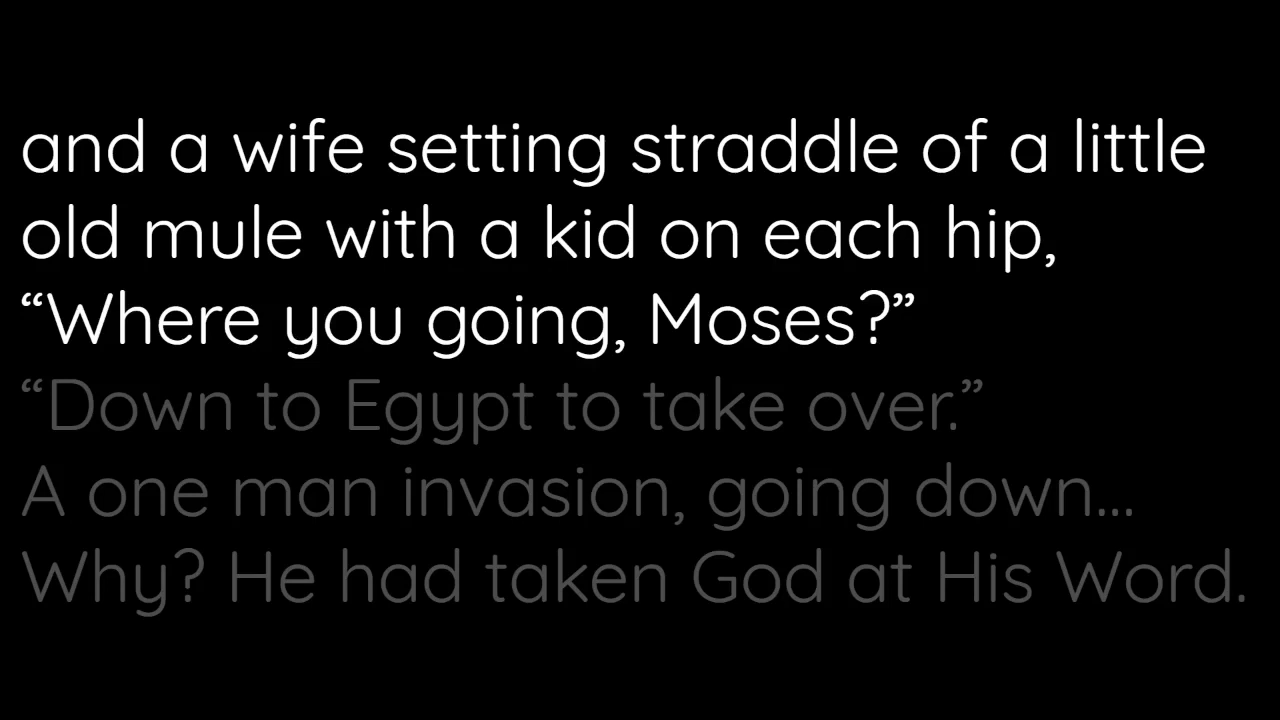 and a wife setting straddle of a little
old mule with a kid on each hip,
“Where you going, Moses?”
“Down to Egypt to take over.”
A one man invasion, going down...
Why? He had taken God at His Word.